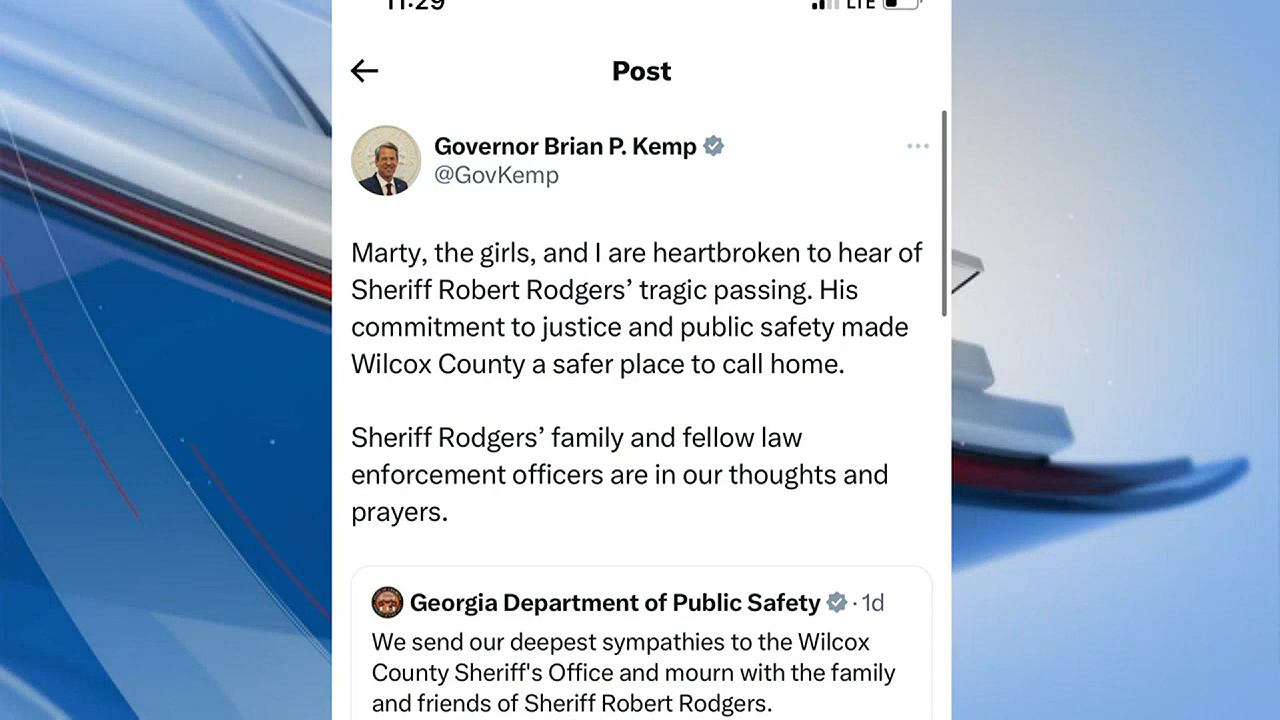 11:29 LTE
Post
Governor Brian P. Kemp
@GovKemp
Marty, the girls, and I are heartbroken to hear of
Sheriff Robert Rodgers’ tragic passing. His
commitment to justice and public safety made
Wilcox County a safer place to call home.
Sheriff Rodgers’ family and fellow law
enforcement officers are in our thoughts and
prayers.
Georgia Department of Public Safety · 1d
We send our deepest sympathies to the Wilcox
County Sheriff's Office and mourn with the family
and friends of Sheriff Robert Rodgers.